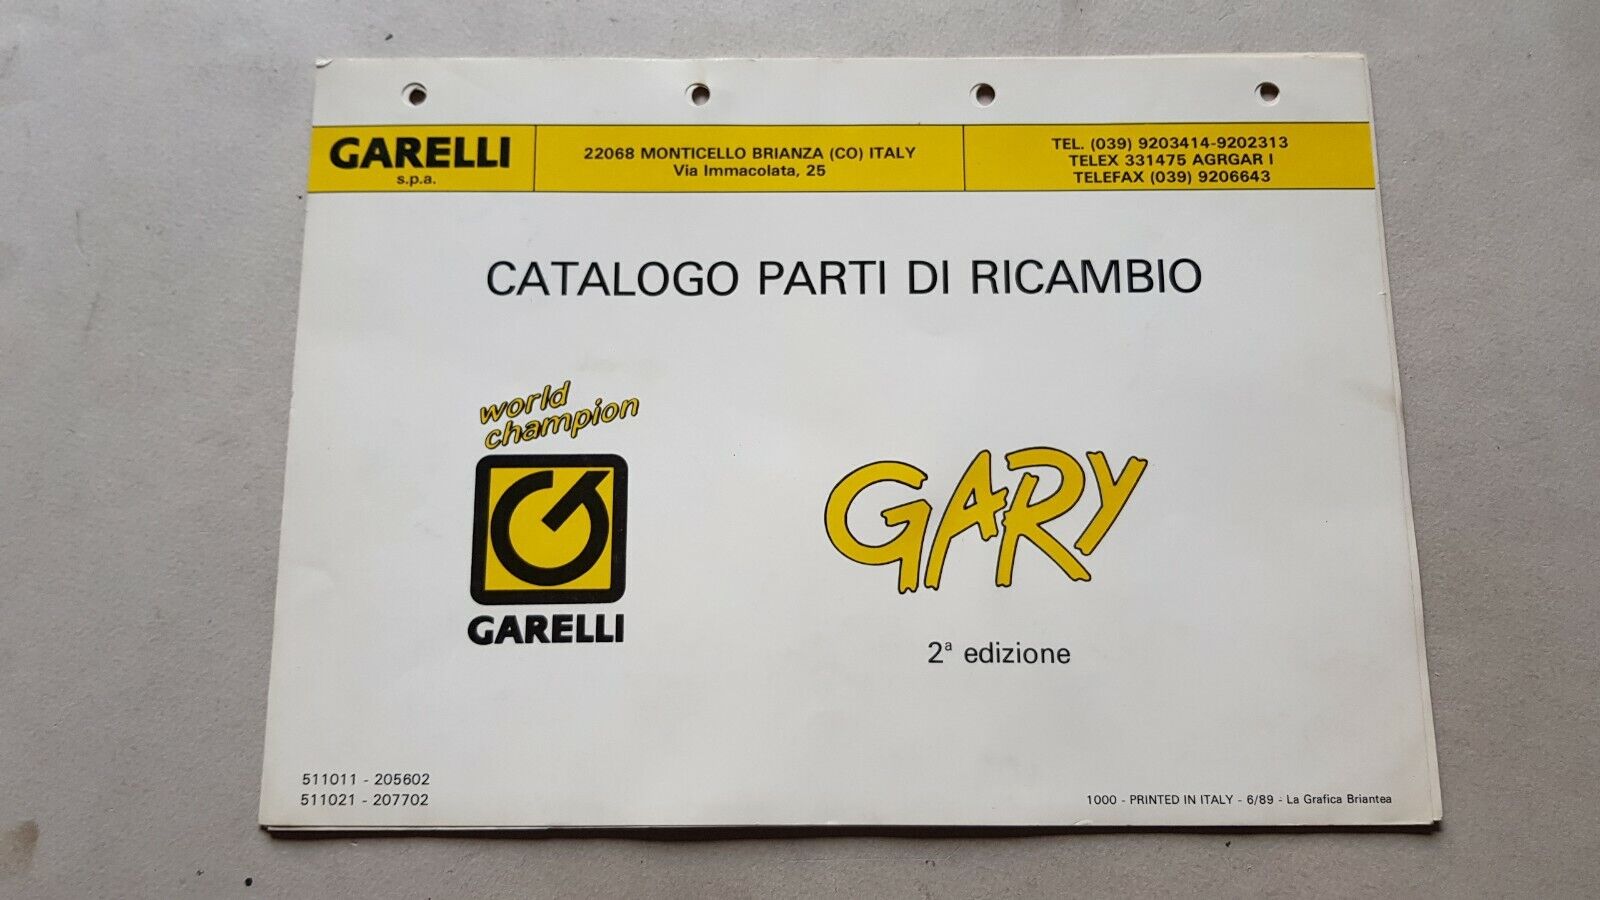 GARELLI
s.p.a.
22068 MONTICELLO BRIANZA (CO) ITALY
Via Immacolata, 25
TEL. (039) 9203414-9202313
TELEX 331475 AGRGAR I
TELEFAX (039) 9206643
CATALOGO PARTI DI RICAMBIO
world
champion
GARELLI
GARY
2ª edizione
511011 - 205602
511021 - 207702
1000 - PRINTED IN ITALY - 6/89 - La Grafica Briantea